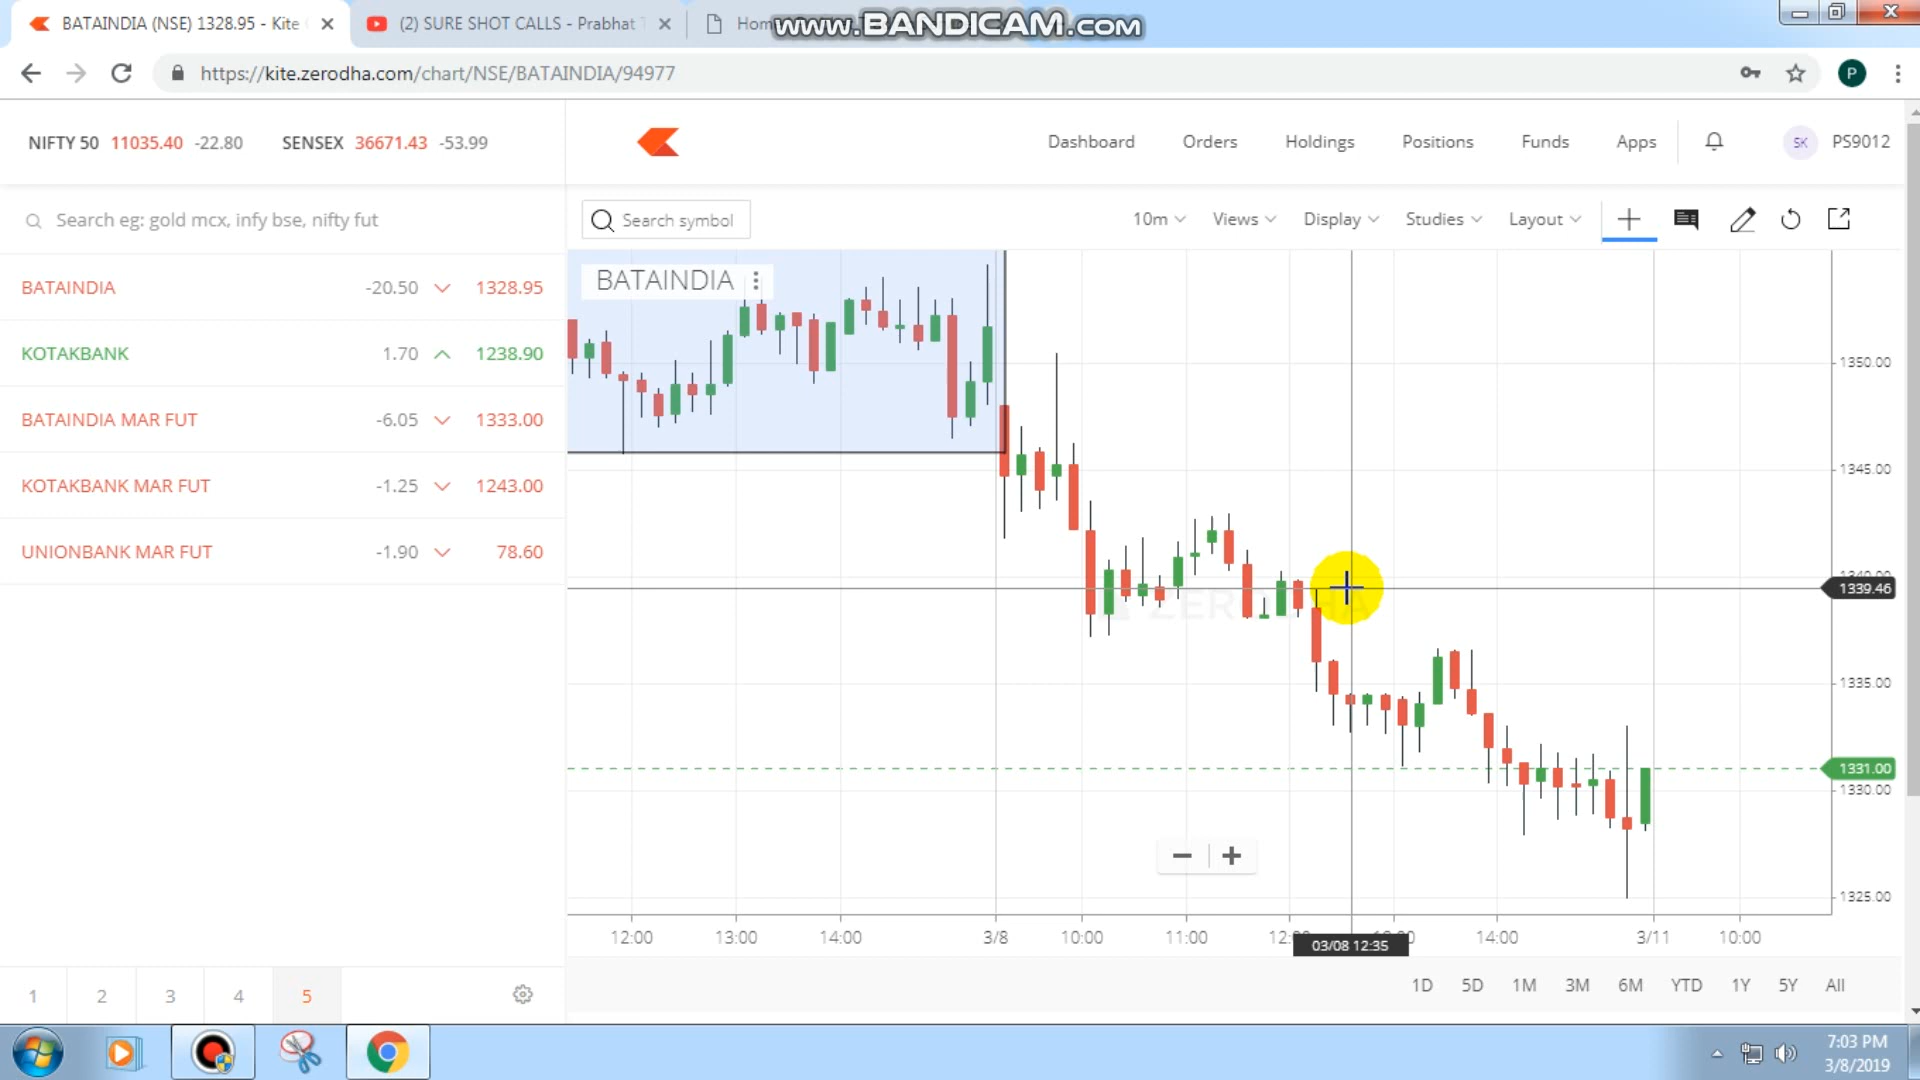 BATAINDIA (NSE) 1328.95 - Kite
(2) SURE SHOT CALLS - Prabhat T
Hom
www.BANDICAM.com
https://kite.zerodha.com/chart/NSE/BATAINDIA/94977
P
NIFTY 50 11035.40 -22.80 SENSEX 36671.43 -53.99
Dashboard Orders Holdings Positions Funds Apps SK PS9012
Search eg: gold mcx, infy bse, nifty fut
Search symbol 10m Views Display Studies Layout
BATAINDIA -20.50 1328.95
KOTAKBANK 1.70 1238.90
BATAINDIA MAR FUT -6.05 1333.00
KOTAKBANK MAR FUT -1.25 1243.00
UNIONBANK MAR FUT -1.90 78.60
BATAINDIA
ZERODHA
1350.00
1345.00
1340.00
1339.46
1335.00
1331.00
1330.00
1325.00
12:00 13:00 14:00 3/8 10:00 11:00 14:00 3/11 10:00
03/08 12:35
1D 5D 1M 3M 6M YTD 1Y 5Y All
1 2 3 4 5
7:03 PM
3/8/2019